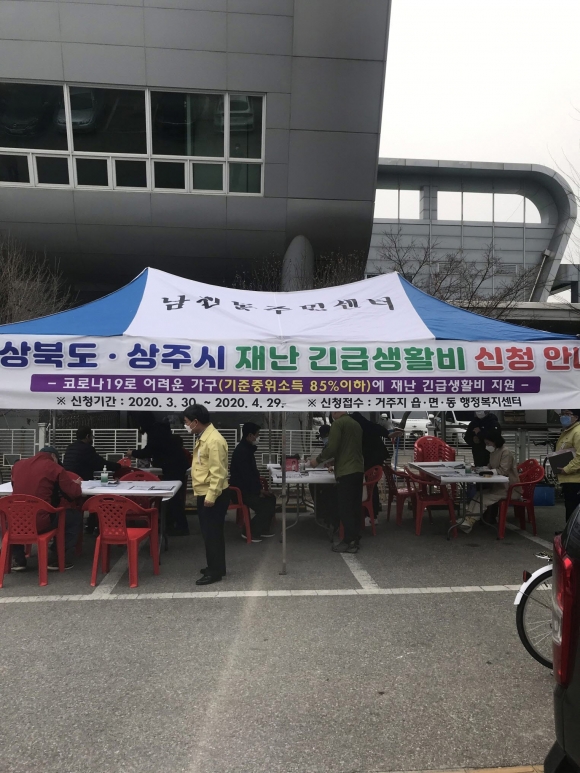 남원동주민센터
상북도·상주시 재난 긴급생활비 신청 안내
- 코로나19로 어려운 가구(기준중위소득 85%이하)에 재난 긴급생활비 지원 -
※ 신청기간 : 2020. 3. 30. ~ 2020. 4. 29. ※ 신청접수 : 거주지 읍·면·동 행정복지센터